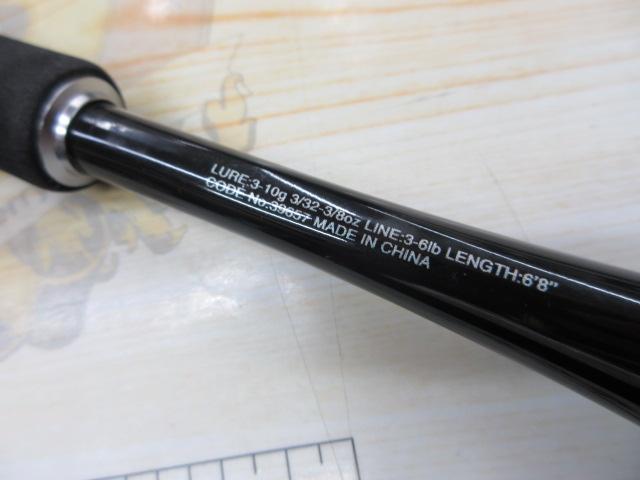 LURE:3-10g 3/32-3/8oz LINE:3-6lb LENGTH:6'8"
CODE No.39657 MADE IN CHINA